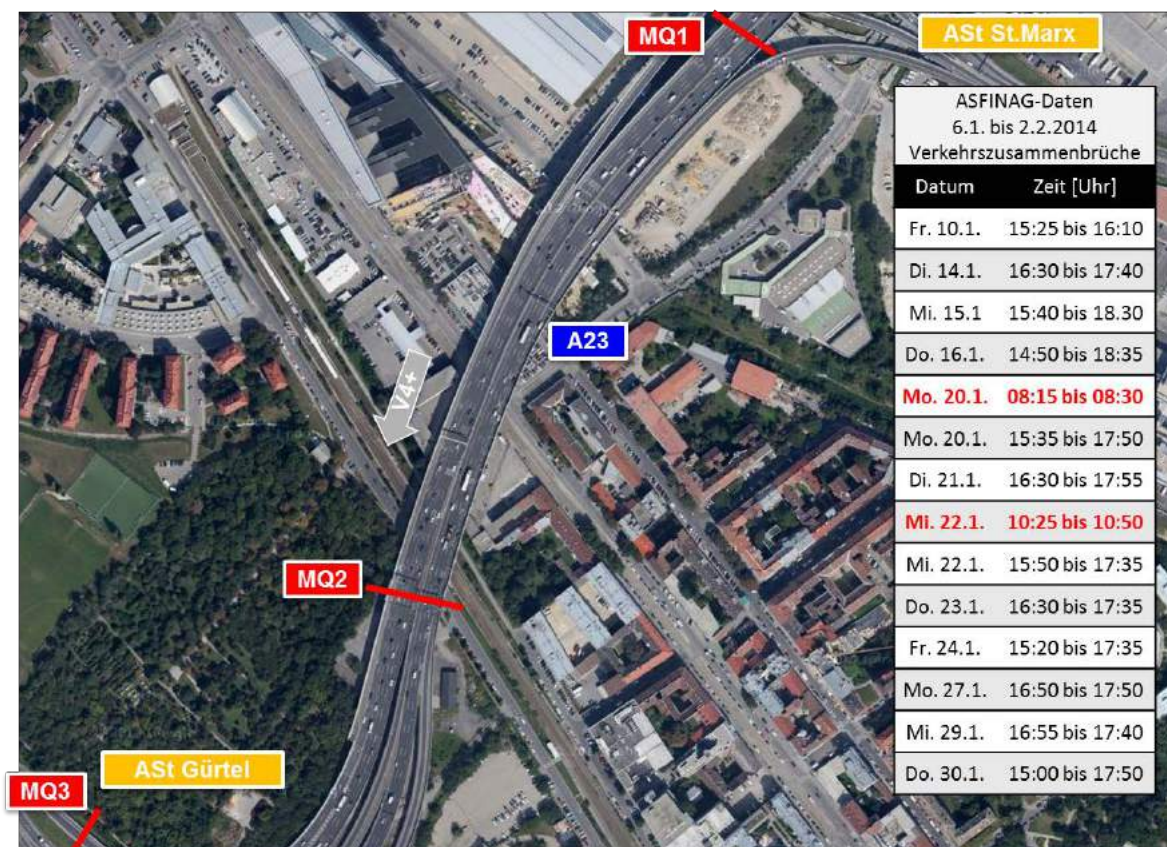 MQ1
ASt St.Marx
ASFINAG-Daten
6.1. bis 2.2.2014
Verkehrszusammenbrüche
Datum Zeit [Uhr]
Fr. 10.1. 15:25 bis 16:10
Di. 14.1. 16:30 bis 17:40
Mi. 15.1 15:40 bis 18.30
Do. 16.1. 14:50 bis 18:35
Mo. 20.1. 08:15 bis 08:30
Mo. 20.1. 15:35 bis 17:50
Di. 21.1. 16:30 bis 17:55
Mi. 22.1. 10:25 bis 10:50
Mi. 22.1. 15:50 bis 17:35
Do. 23.1. 16:30 bis 17:35
Fr. 24.1. 15:20 bis 17:35
Mo. 27.1. 16:50 bis 17:50
Mi. 29.1. 16:55 bis 17:40
Do. 30.1. 15:00 bis 17:50
A23
V4+
MQ2
ASt Gürtel
MQ3